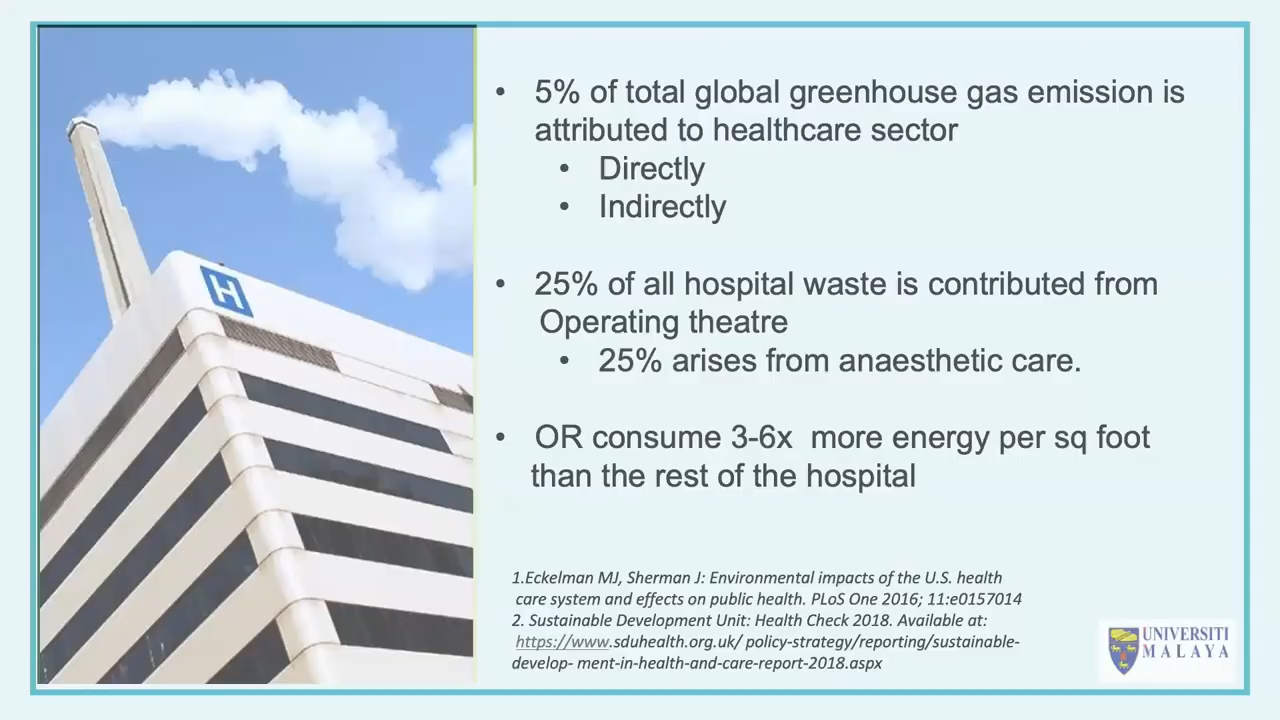 H
• 5% of total global greenhouse gas emission is
attributed to healthcare sector
• Directly
• Indirectly
• 25% of all hospital waste is contributed from
Operating theatre
• 25% arises from anaesthetic care.
• OR consume 3-6x more energy per sq foot
than the rest of the hospital
1.Eckelman MJ, Sherman J: Environmental impacts of the U.S. health
care system and effects on public health. PLoS One 2016; 11:e0157014
2. Sustainable Development Unit: Health Check 2018. Available at:
https://www.sduhealth.org.uk/ policy-strategy/reporting/sustainable-
develop- ment-in-health-and-care-report-2018.aspx
UNIVERSITI
MALAYA